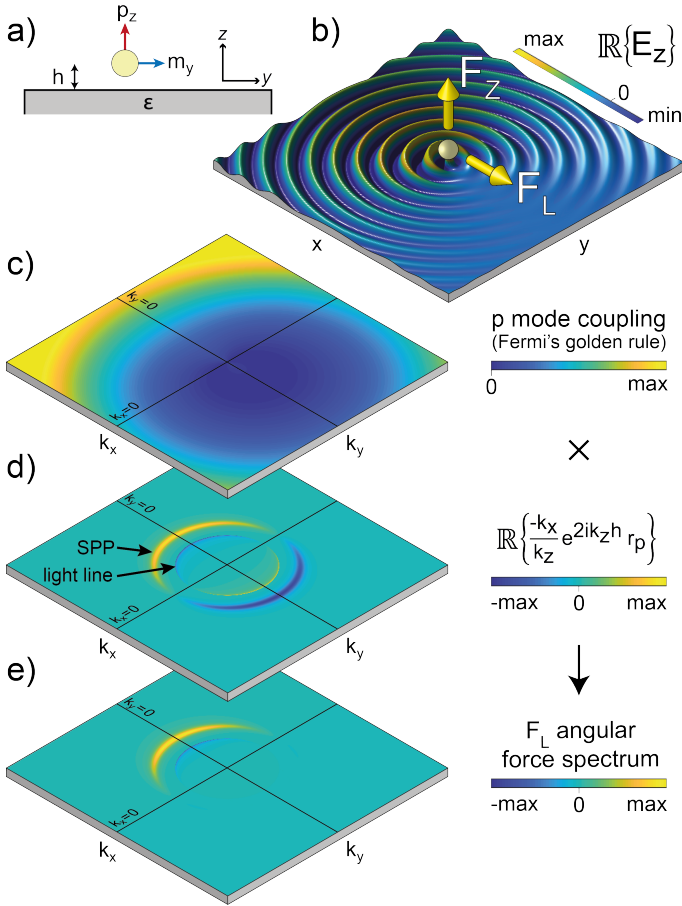 a)
p_z
m_y
h
z
y
ε
b)
max
0
min
ℝ{E_z}
F_Z
F_L
x
y
c)
k_y=0
k_x=0
k_x
k_y
p mode coupling
(Fermi's golden rule)
0
max
×
d)
k_y=0
SPP
light line
k_x=0
k_x
k_y
ℝ{-k_x/k_z e^{2ik_zh} r_p}
-max
0
max
e)
k_y=0
k_x=0
k_x
k_y
F_L angular
force spectrum
-max
0
max